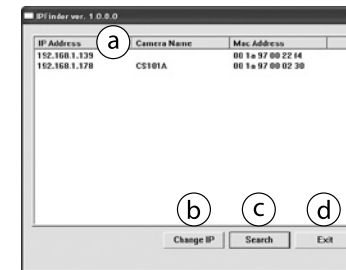 IPFinder ver. 1.0.0.0
IP Address a Camera Name Mac Address
192.168.1.139 00 1a 97 00 22 f4
192.168.1.178 CS101A 00 1a 97 00 02 30
b c d
Change IP Search Exit